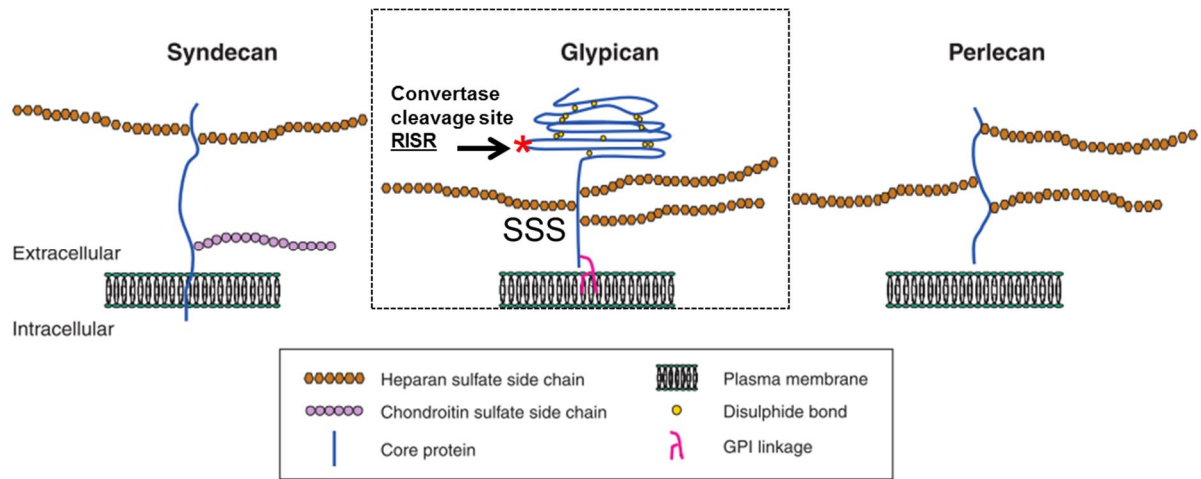 Syndecan
Glypican
Perlecan
Convertase
cleavage site
RISR
*
SSS
Extracellular
Intracellular
Heparan sulfate side chain
Plasma membrane
Chondroitin sulfate side chain
Disulphide bond
Core protein
GPI linkage